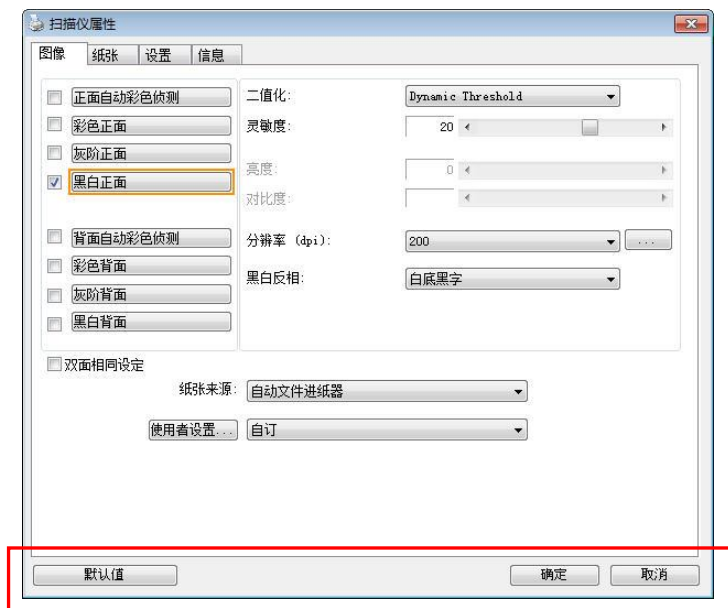 扫描仪属性
图像 纸张 设置 信息
正面自动彩色侦测
彩色正面
灰阶正面
黑白正面
背面自动彩色侦测
彩色背面
灰阶背面
黑白背面
二值化: Dynamic Threshold
灵敏度: 20
亮度: 0
对比度:
分辨率 (dpi): 200 ...
黑白反相: 白底黑字
双面相同设定
纸张来源: 自动文件进纸器
使用者设置... 自订
默认值 确定 取消